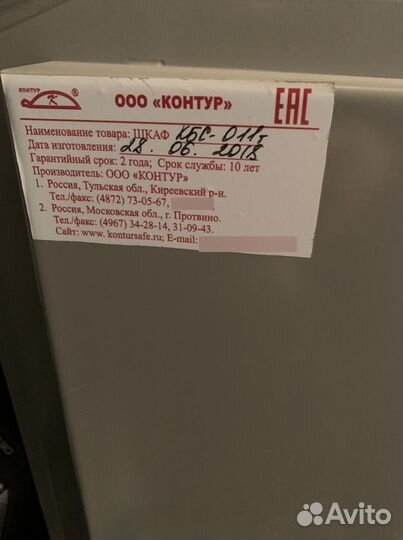 КОНТУР
К ®
ООО «КОНТУР»
EAC
Наименование товара: ШКАФ КБС-011т
Дата изготовления: 28. 06. 2018
Гарантийный срок: 2 года; Срок службы: 10 лет
Производитель: ООО «КОНТУР»
1. Россия, Тульская обл., Киреевский р-н.
Тел./факс: (4872) 73-05-67,
2. Россия, Московская обл., г. Протвино.
Тел./факс: (4967) 34-28-14, 31-09-43.
Сайт: www. kontursafe.ru; E-mail:
Avito